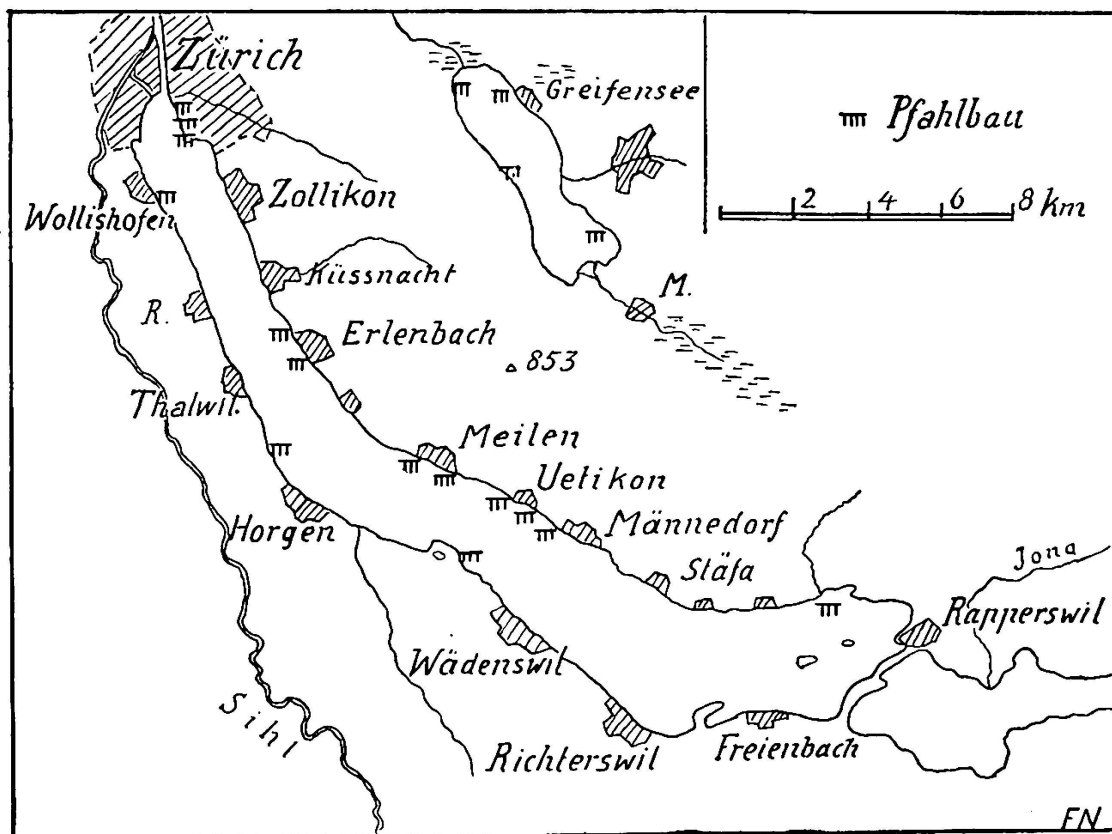 Zürich
Greifensee
Pfahlbau
2 4 6 8 km
Zollikon
Wollishofen
Küssnacht
M.
R.
Erlenbach
853
Thalwil.
Meilen
Uetikon
Horgen
Männedorf
Stäfa
Jona
Rapperswil
Wädenswil
Sihl
Richterswil
Freienbach
FN